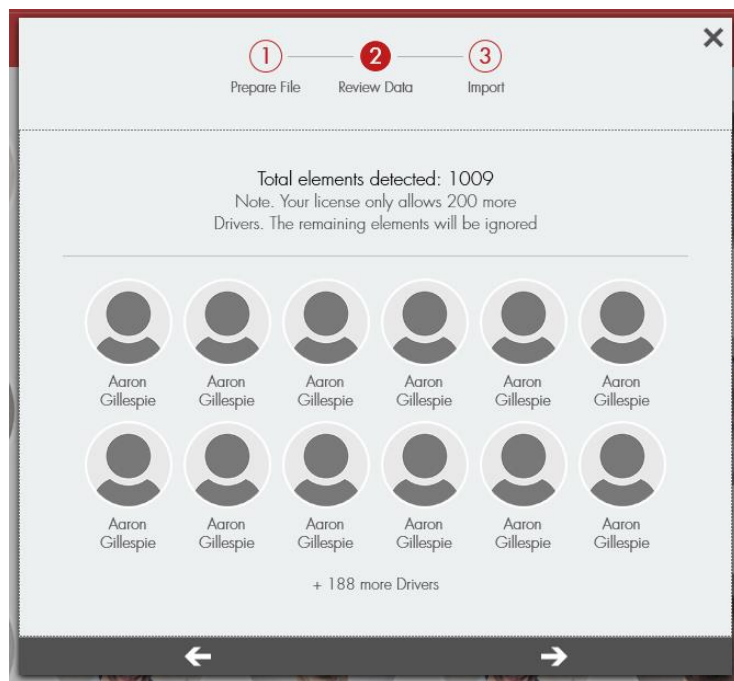 1 2 3
Prepare File Review Data Import
Total elements detected: 1009
Note. Your license only allows 200 more
Drivers. The remaining elements will be ignored
Aaron Aaron Aaron Aaron Aaron Aaron
Gillespie Gillespie Gillespie Gillespie Gillespie Gillespie
Aaron Aaron Aaron Aaron Aaron Aaron
Gillespie Gillespie Gillespie Gillespie Gillespie Gillespie
+ 188 more Drivers